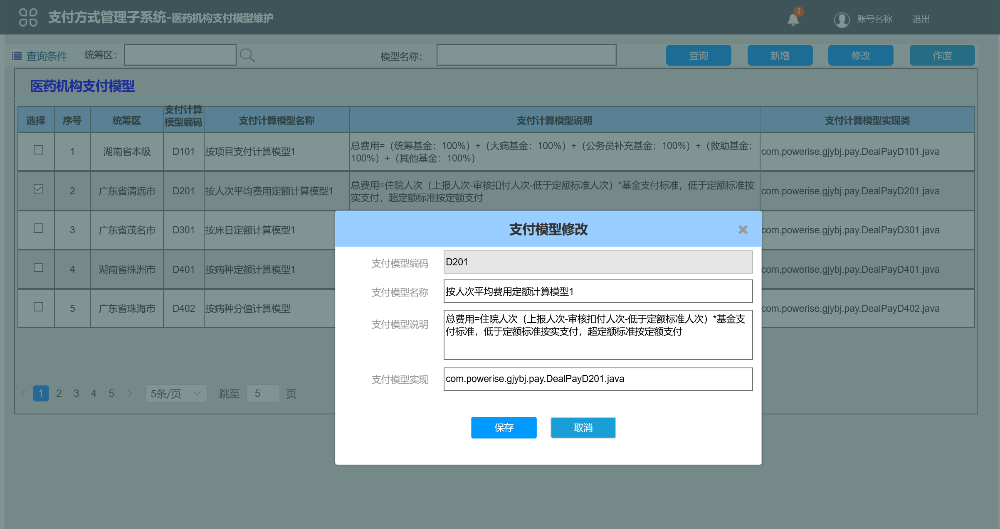 支付方式管理子系统-医药机构支付模型维护
1
账号名称
退出
查询条件
统筹区：
模型名称：
查询
新增
修改
作废
医药机构支付模型
选择
序号
统筹区
支付计算
模型编码
支付计算模型名称
支付计算模型说明
支付计算模型实现类
1
湖南省本级
D101
按项目支付计算模型1
总费用=（统筹基金：100%）+（大病基金：100%）+（公务员补充基金：100%）+（救助基金：
100%）+（其他基金：100%）
com.powerise.gjybj.pay.DealPayD101.java
2
广东省清远市
D201
按人次平均费用定额计算模型1
总费用=住院人次（上报人次-审核扣付人次-低于定额标准人次）*基金支付标准，低于定额标准按
实支付，超定额标准按定额支付
com.powerise.gjybj.pay.DealPayD201.java
3
广东省茂名市
D301
按床日定额计算模型1
com.powerise.gjybj.pay.DealPayD301.java
4
湖南省株洲市
D401
按病种定额计算模型1
com.powerise.gjybj.pay.DealPayD401.java
5
广东省珠海市
D402
按病种分值计算模型
com.powerise.gjybj.pay.DealPayD402.java
1 2 3 4 5
5条/页
跳至
5
页
支付模型修改
支付模型编码
D201
支付模型名称
按人次平均费用定额计算模型1
支付模型说明
总费用=住院人次（上报人次-审核扣付人次-低于定额标准人次）*基金支
付标准，低于定额标准按实支付，超定额标准按定额支付
支付模型实现
com.powerise.gjybj.pay.DealPayD201.java
保存
取消